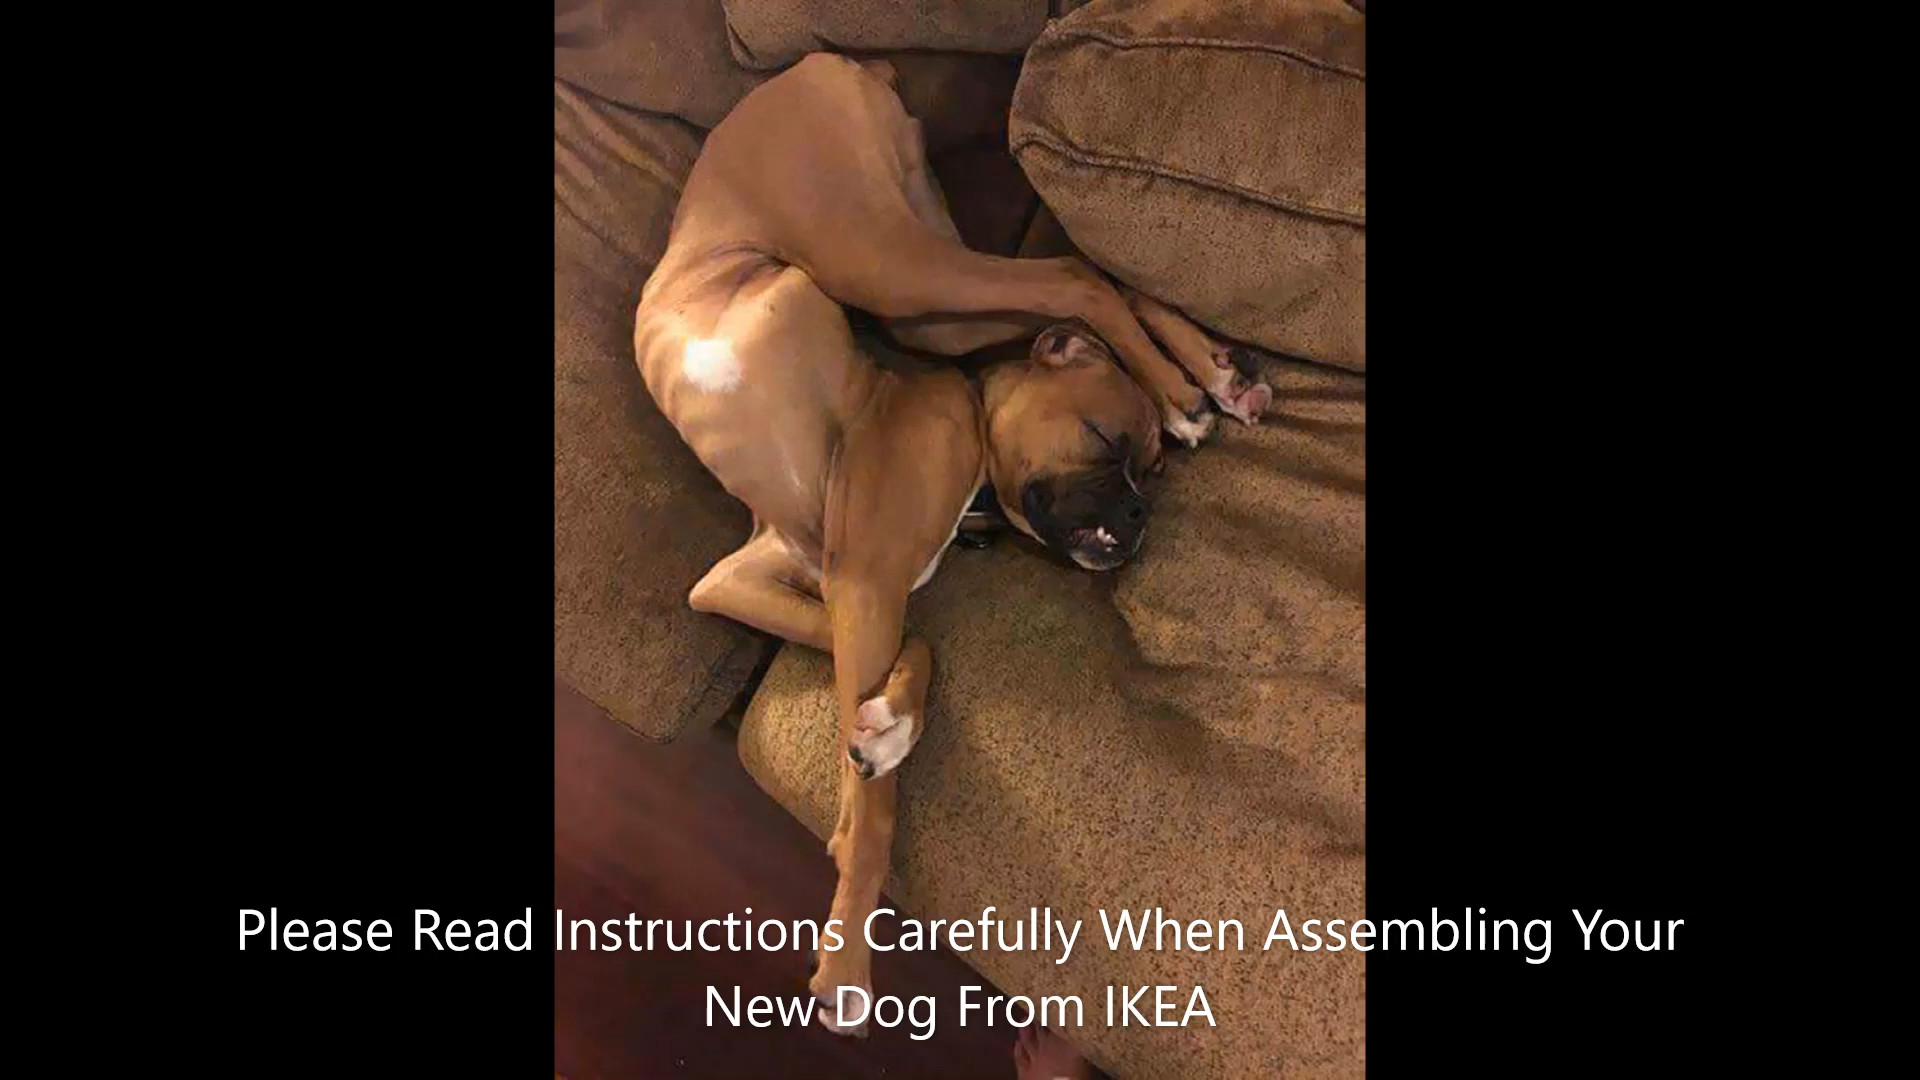 Please Read Instructions Carefully When Assembling Your
New Dog From IKEA